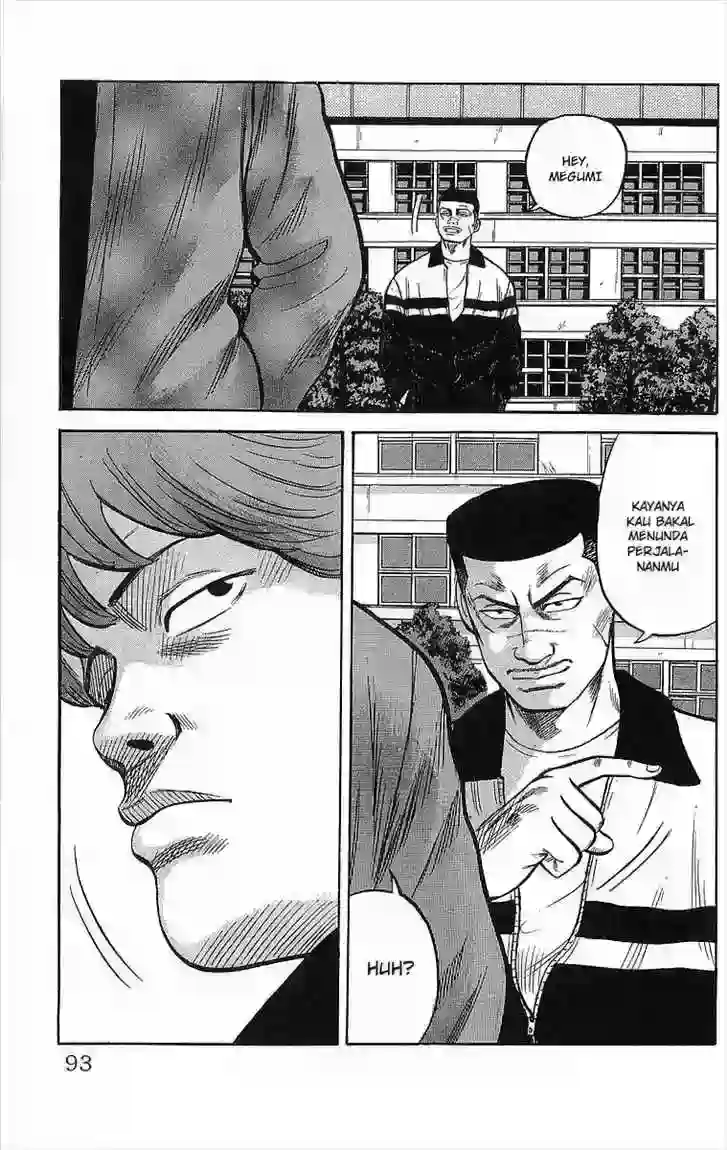 HEY,
MEGUMI
KAYANYA
KAU BAKAL
MENUNDA
PERJALA-
NANMU
HUH?
93